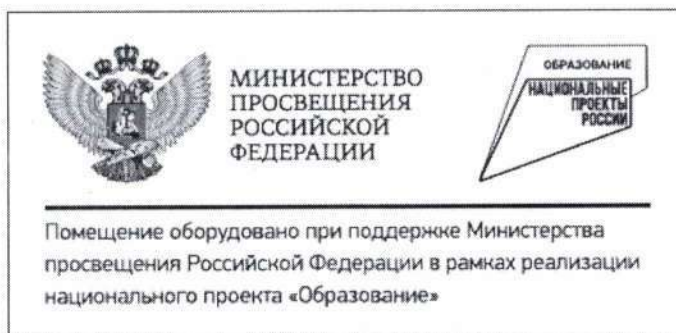 МИНИСТЕРСТВО
ПРОСВЕЩЕНИЯ
РОССИЙСКОЙ
ФЕДЕРАЦИИ
ОБРАЗОВАНИЕ
НАЦИОНАЛЬНЫЕ
ПРОЕКТЫ
РОССИИ
Помещение оборудовано при поддержке Министерства
просвещения Российской Федерации в рамках реализации
национального проекта «Образование»